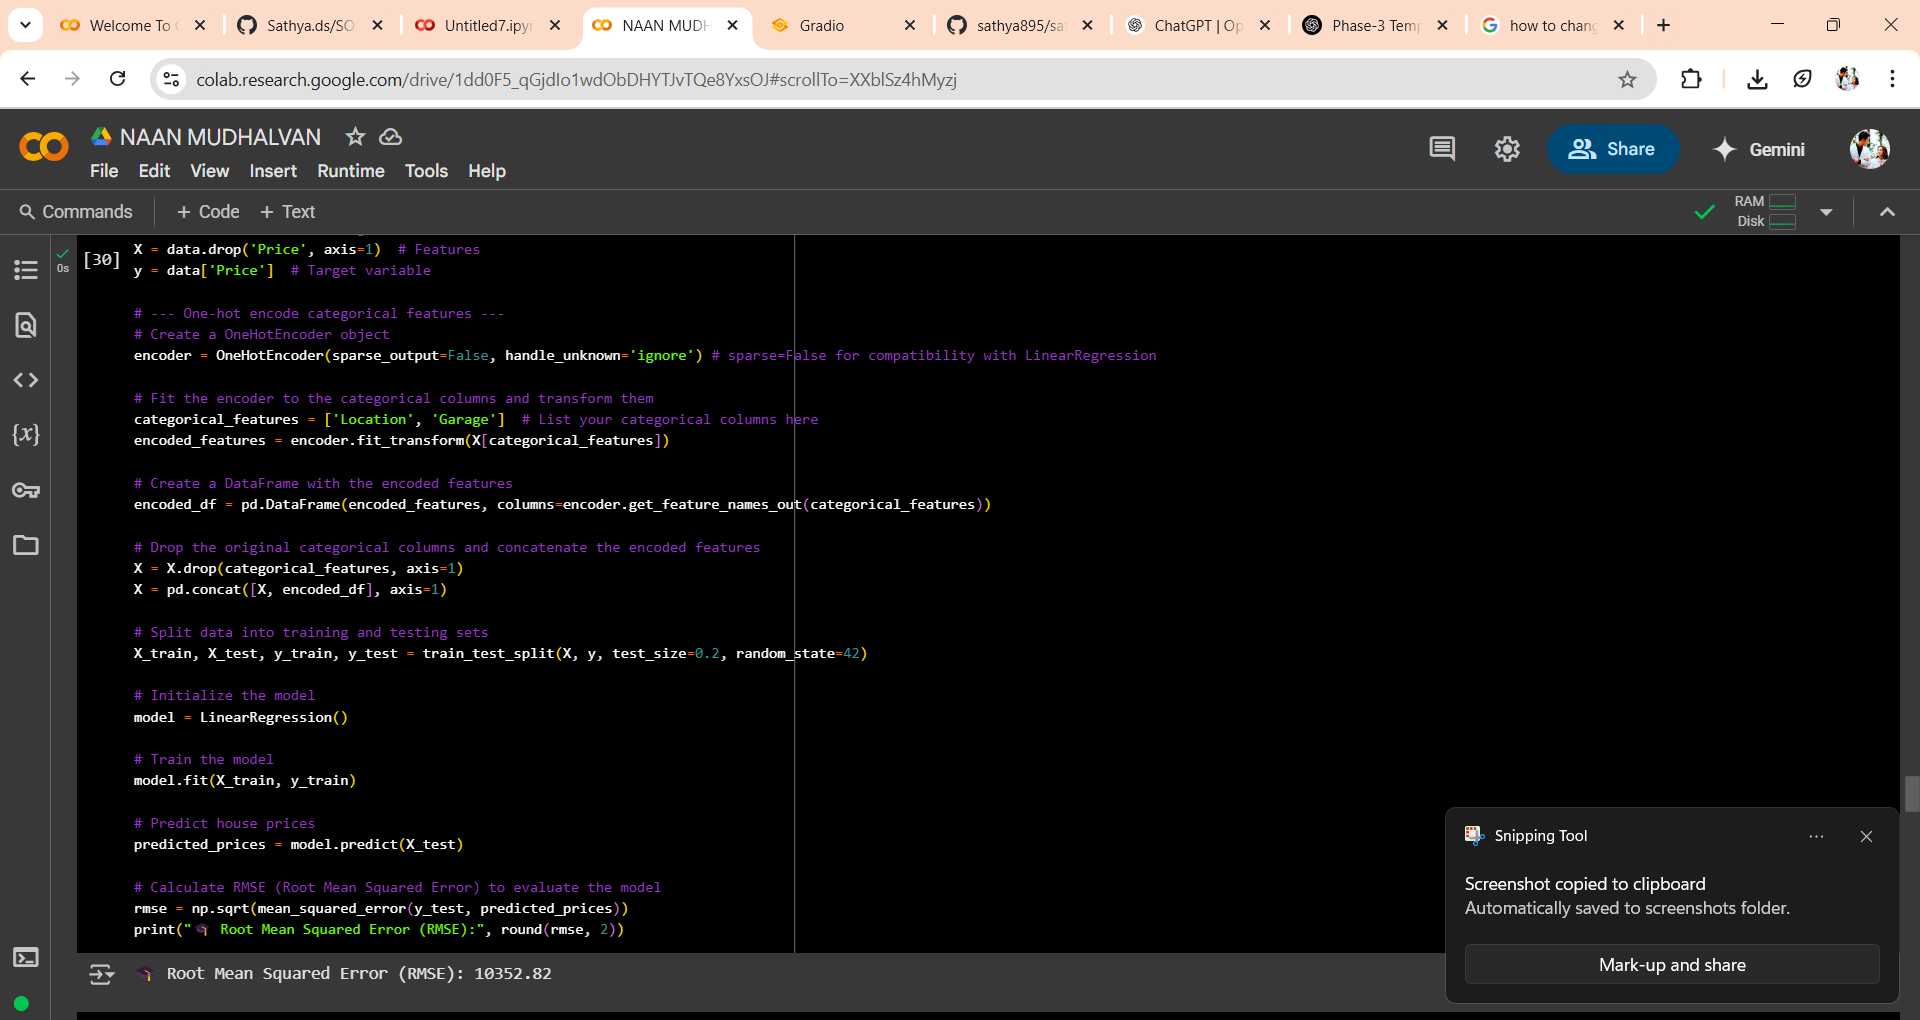 Welcome To
Sathya.ds/SO
Untitled7.ipy
NAAN MUDH
Gradio
sathya895/sa
ChatGPT | Op
Phase-3 Temp
how to chang
colab.research.google.com/drive/1dd0F5_qGjdIo1wdObDHYTJvTQe8YxsOJ#scrollTo=XXblSz4hMyzj
CO NAAN MUDHALVAN
Share
Gemini
File Edit View Insert Runtime Tools Help
Commands + Code + Text
RAM
Disk
0s
[30]
X = data.drop('Price', axis=1)  # Features
y = data['Price']  # Target variable
# --- One-hot encode categorical features ---
# Create a OneHotEncoder object
encoder = OneHotEncoder(sparse_output=False, handle_unknown='ignore') # sparse=False for compatibility with LinearRegression
# Fit the encoder to the categorical columns and transform them
categorical_features = ['Location', 'Garage']  # List your categorical columns here
encoded_features = encoder.fit_transform(X[categorical_features])
# Create a DataFrame with the encoded features
encoded_df = pd.DataFrame(encoded_features, columns=encoder.get_feature_names_out(categorical_features))
# Drop the original categorical columns and concatenate the encoded features
X = X.drop(categorical_features, axis=1)
X = pd.concat([X, encoded_df], axis=1)
# Split data into training and testing sets
X_train, X_test, y_train, y_test = train_test_split(X, y, test_size=0.2, random_state=42)
# Initialize the model
model = LinearRegression()
# Train the model
model.fit(X_train, y_train)
# Predict house prices
predicted_prices = model.predict(X_test)
# Calculate RMSE (Root Mean Squared Error) to evaluate the model
rmse = np.sqrt(mean_squared_error(y_test, predicted_prices))
print("🎓 Root Mean Squared Error (RMSE):", round(rmse, 2))
🎓 Root Mean Squared Error (RMSE): 10352.82
Snipping Tool
Screenshot copied to clipboard
Automatically saved to screenshots folder.
Mark-up and share